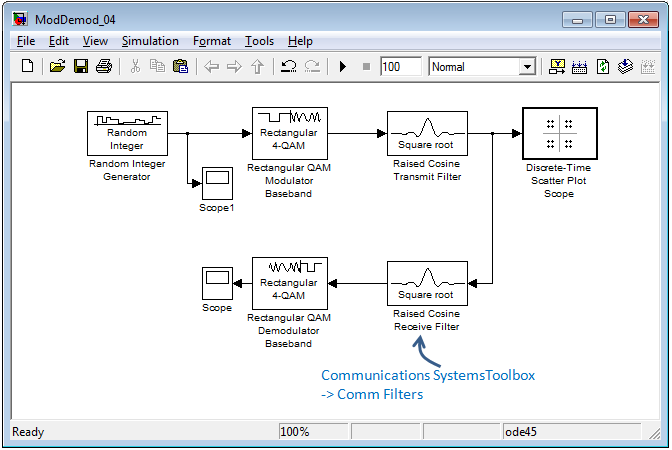 ModDemod_04
File Edit View Simulation Format Tools Help
100 Normal
Random
Integer
Random Integer
Generator
Rectangular
4-QAM
Rectangular QAM
Modulator
Baseband
Square root
Raised Cosine
Transmit Filter
Discrete-Time
Scatter Plot
Scope
Scope1
Scope
Rectangular
4-QAM
Rectangular QAM
Demodulator
Baseband
Square root
Raised Cosine
Receive Filter
Communications SystemsToolbox
-> Comm Filters
Ready 100% ode45